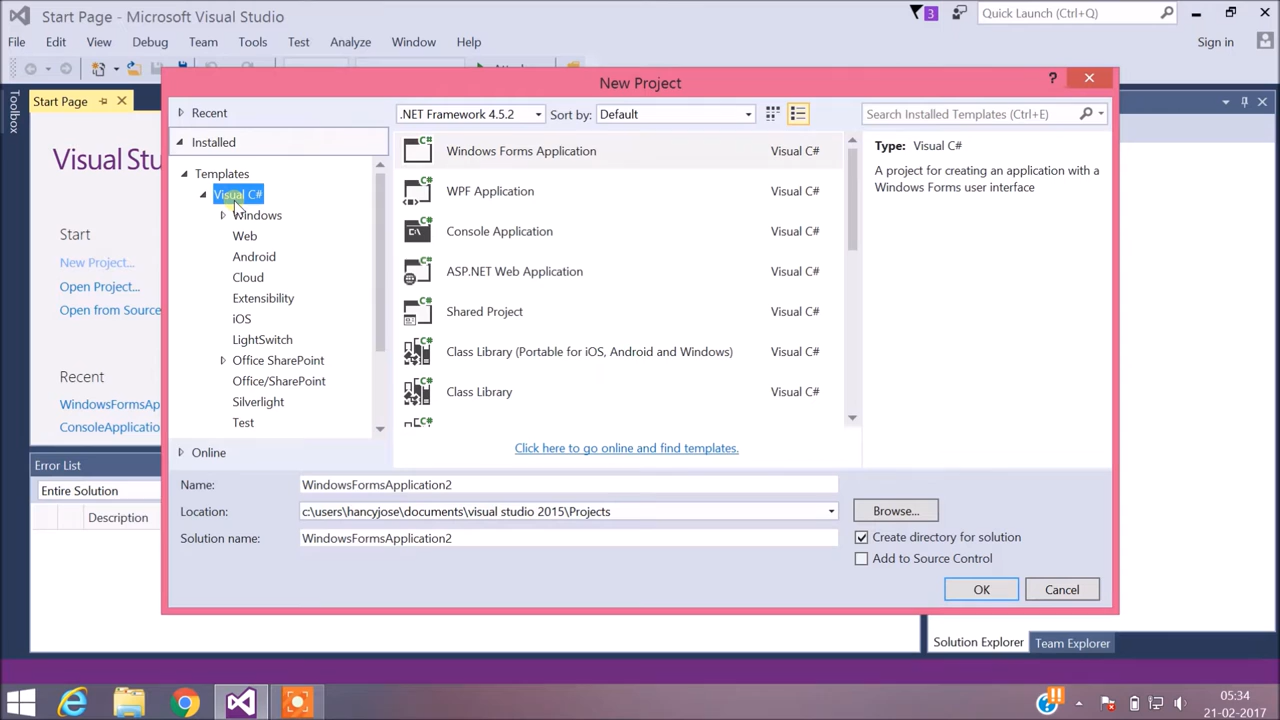 Start Page - Microsoft Visual Studio
3
Quick Launch (Ctrl+Q)
File Edit View Debug Team Tools Test Analyze Window Help
Sign in
Toolbox
Start Page
Visual Stu
Start
New Project...
Open Project...
Open from Source
Recent
WindowsFormsAp
ConsoleApplicatio
Error List
Entire Solution
Description
New Project
?
Recent
Installed
Templates
Visual C#
Windows
Web
Android
Cloud
Extensibility
iOS
LightSwitch
Office SharePoint
Office/SharePoint
Silverlight
Test
Online
.NET Framework 4.5.2 Sort by: Default
Search Installed Templates (Ctrl+E)
Windows Forms Application Visual C#
WPF Application Visual C#
Console Application Visual C#
ASP.NET Web Application Visual C#
Shared Project Visual C#
Class Library (Portable for iOS, Android and Windows) Visual C#
Class Library Visual C#
Click here to go online and find templates.
Type: Visual C#
A project for creating an application with a
Windows Forms user interface
Name: WindowsFormsApplication2
Location: c:\users\hancyjose\documents\visual studio 2015\Projects
Browse...
Solution name: WindowsFormsApplication2
Create directory for solution
Add to Source Control
OK Cancel
Solution Explorer Team Explorer
05:34
21-02-2017